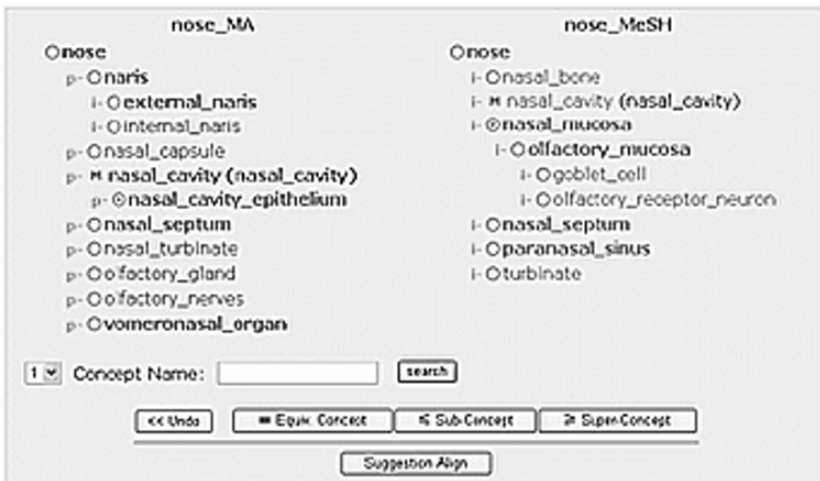 nose_MA
nose
p- naris
i- external_naris
i- internal_naris
p- nasal_capsule
p- M nasal_cavity (nasal_cavity)
p- nasal_cavity_epithelium
p- nasal_septum
p- nasal_turbinate
p- olfactory_gland
p- olfactory_nerves
p- vomeronasal_organ
nose_MeSH
nose
i- nasal_bone
i- M nasal_cavity (nasal_cavity)
i- nasal_mucosa
i- olfactory_mucosa
i- goblet_cell
i- olfactory_receptor_neuron
i- nasal_septum
i- paranasal_sinus
i- turbinate
1 Concept Name: search
<< Undo = Equiv. Concept ≤ Sub-Concept ≥ Super-Concept
Suggestion Align